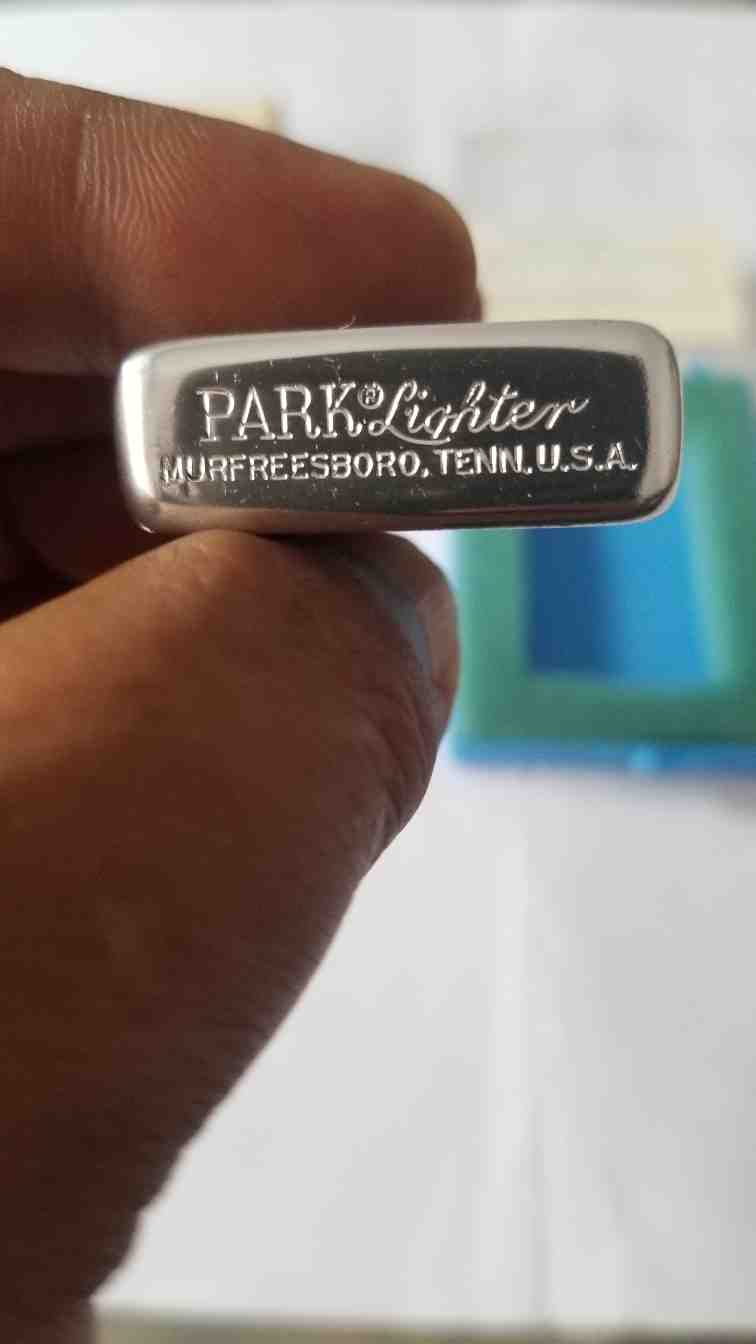 PARK® Lighter
MURFREESBORO, TENN. U.S.A.